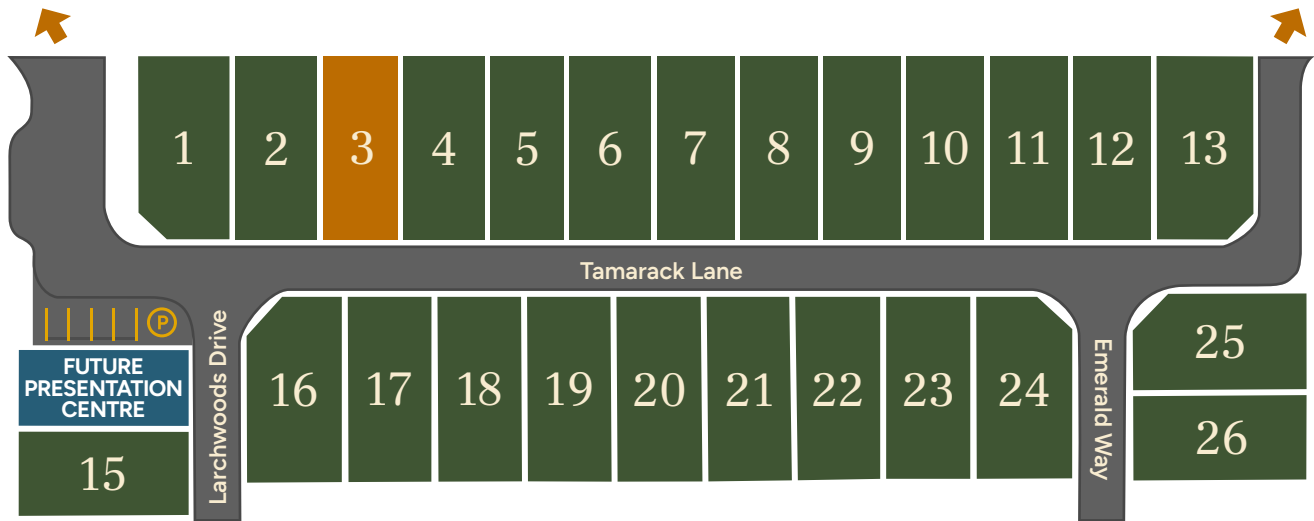 1 2 3 4 5 6 7 8 9 10 11 12 13
Tamarack Lane
P
Larchwoods Drive
Emerald Way
FUTURE
PRESENTATION
CENTRE
15
16 17 18 19 20 21 22 23 24
25
26